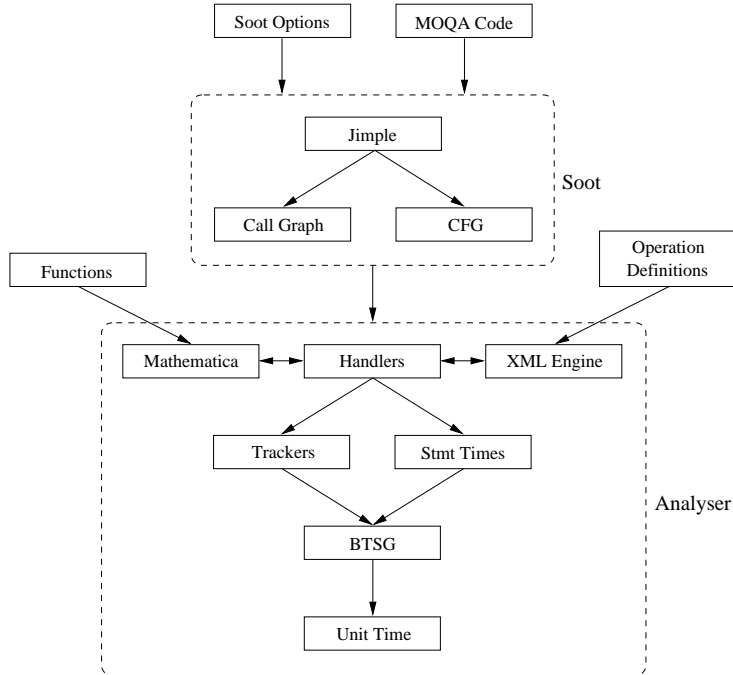 Soot Options
MOQA Code
Jimple
Soot
Call Graph
CFG
Functions
Operation
Definitions
Mathematica
Handlers
XML Engine
Trackers
Stmt Times
Analyser
BTSG
Unit Time